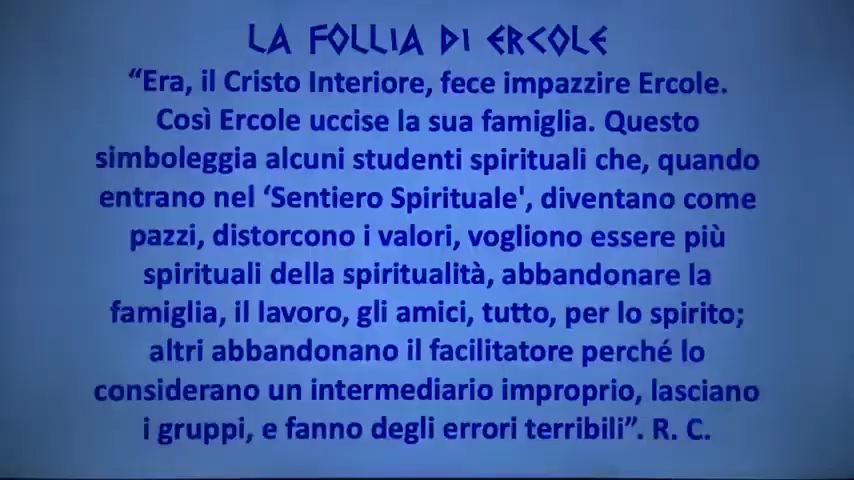 LA FOLLIA DI ERCOLE
“Era, il Cristo Interiore, fece impazzire Ercole.
Così Ercole uccise la sua famiglia. Questo
simboleggia alcuni studenti spirituali che, quando
entrano nel ‘Sentiero Spirituale', diventano come
pazzi, distorcono i valori, vogliono essere più
spirituali della spiritualità, abbandonare la
famiglia, il lavoro, gli amici, tutto, per lo spirito;
altri abbandonano il facilitatore perché lo
considerano un intermediario improprio, lasciano
i gruppi, e fanno degli errori terribili”. R. C.